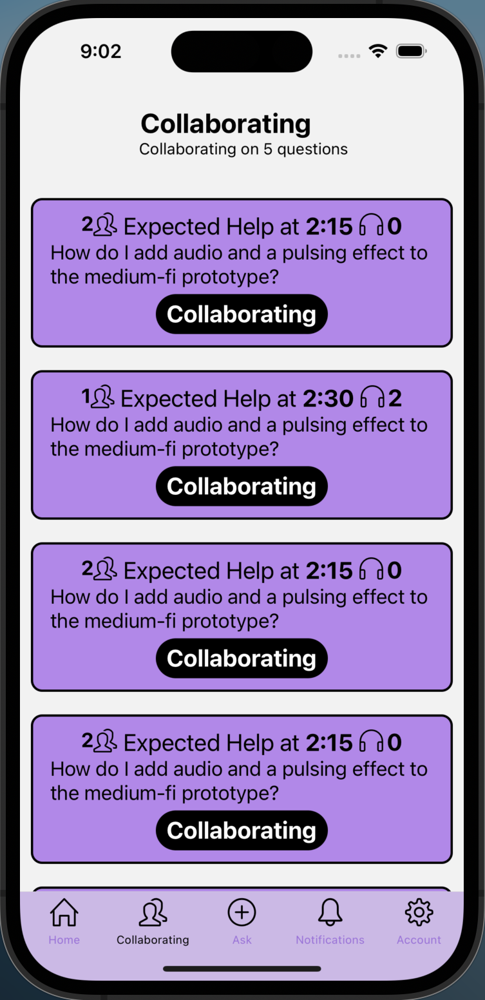 9:02
Collaborating
Collaborating on 5 questions
2 Expected Help at 2:15 0
How do I add audio and a pulsing effect to
the medium-fi prototype?
Collaborating
1 Expected Help at 2:30 2
How do I add audio and a pulsing effect to
the medium-fi prototype?
Collaborating
2 Expected Help at 2:15 0
How do I add audio and a pulsing effect to
the medium-fi prototype?
Collaborating
2 Expected Help at 2:15 0
How do I add audio and a pulsing effect to
the medium-fi prototype?
Collaborating
Home Collaborating Ask Notifications Account